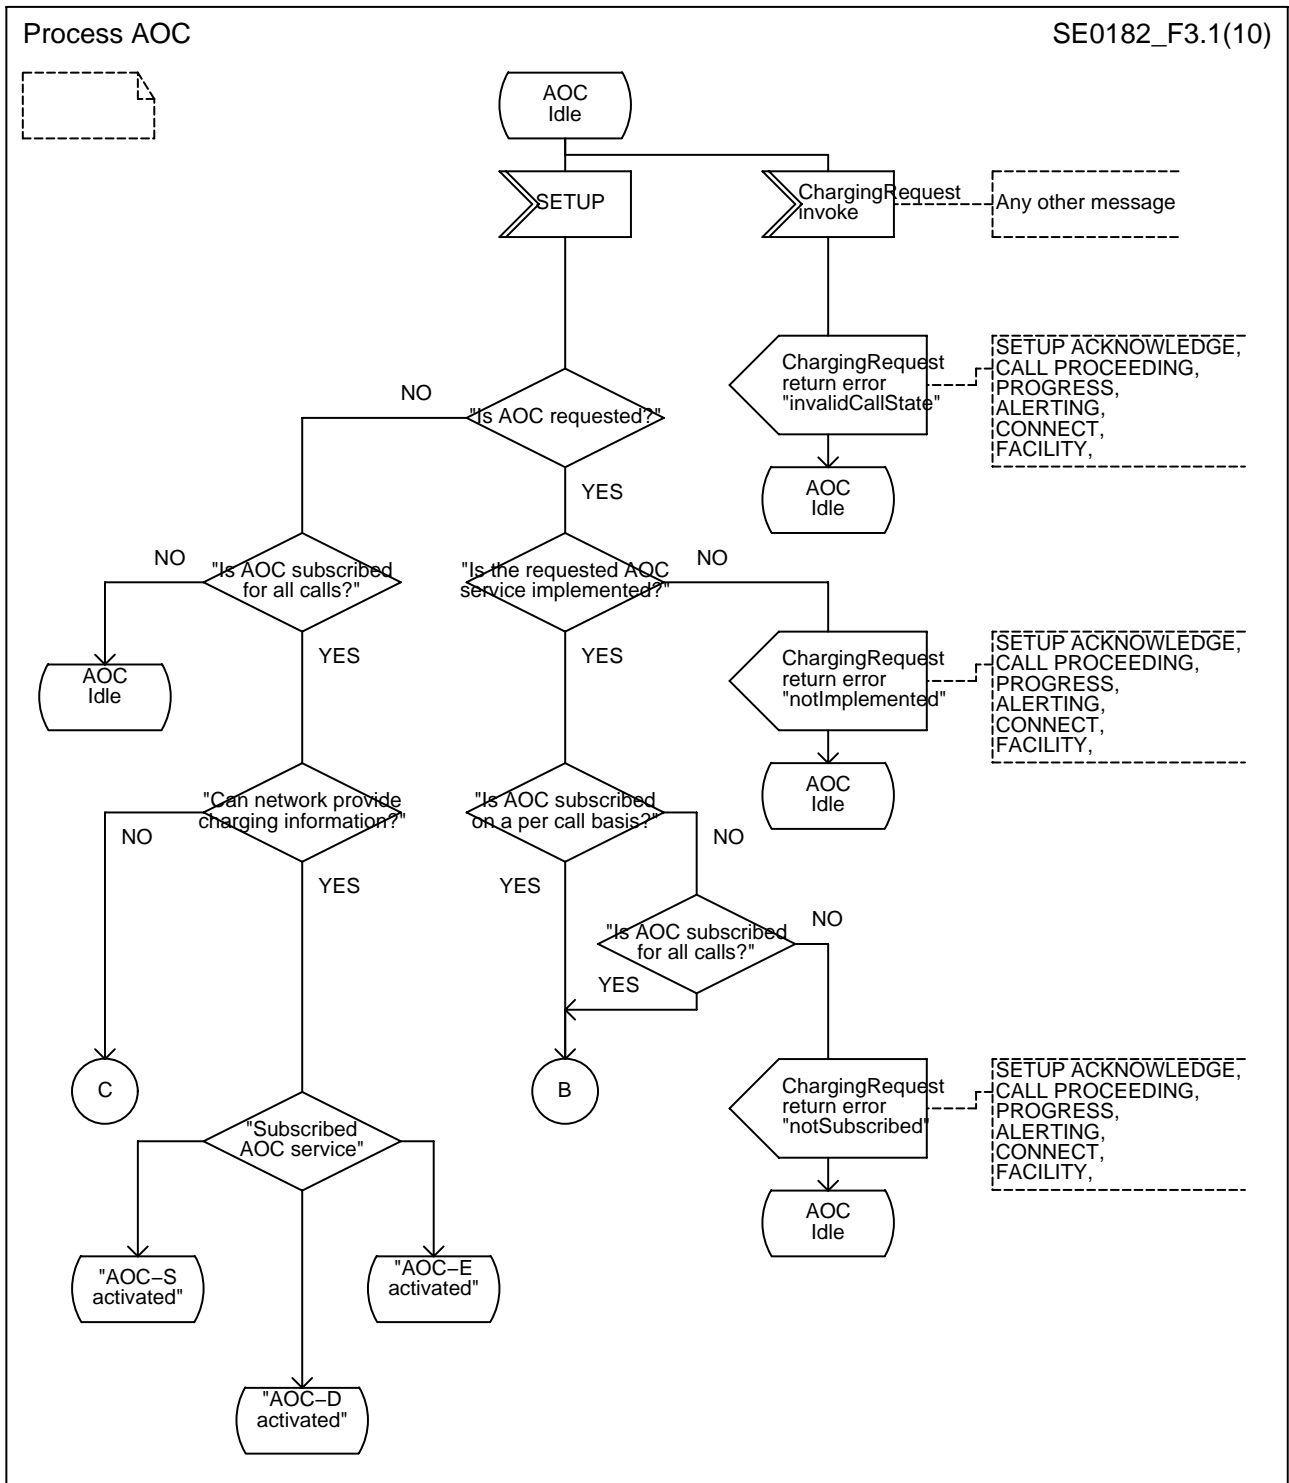 Process AOC
SE0182_F3.1(10)
AOC
Idle
SETUP
ChargingRequest
invoke
Any other message
ChargingRequest
return error
"invalidCallState"
SETUP ACKNOWLEDGE,
CALL PROCEEDING,
PROGRESS,
ALERTING,
CONNECT,
FACILITY,
NO
"Is AOC requested?"
YES
AOC
Idle
NO
"Is AOC subscribed
for all calls?"
YES
"Is the requested AOC
service implemented?"
NO
YES
AOC
Idle
ChargingRequest
return error
"notImplemented"
SETUP ACKNOWLEDGE,
CALL PROCEEDING,
PROGRESS,
ALERTING,
CONNECT,
FACILITY,
AOC
Idle
"Can network provide
charging information?"
NO
YES
"Is AOC subscribed
on a per call basis?"
NO
YES
"Is AOC subscribed
for all calls?"
NO
YES
C
B
ChargingRequest
return error
"notSubscribed"
SETUP ACKNOWLEDGE,
CALL PROCEEDING,
PROGRESS,
ALERTING,
CONNECT,
FACILITY,
AOC
Idle
"Subscribed
AOC service"
"AOC−S
activated"
"AOC−E
activated"
"AOC−D
activated"